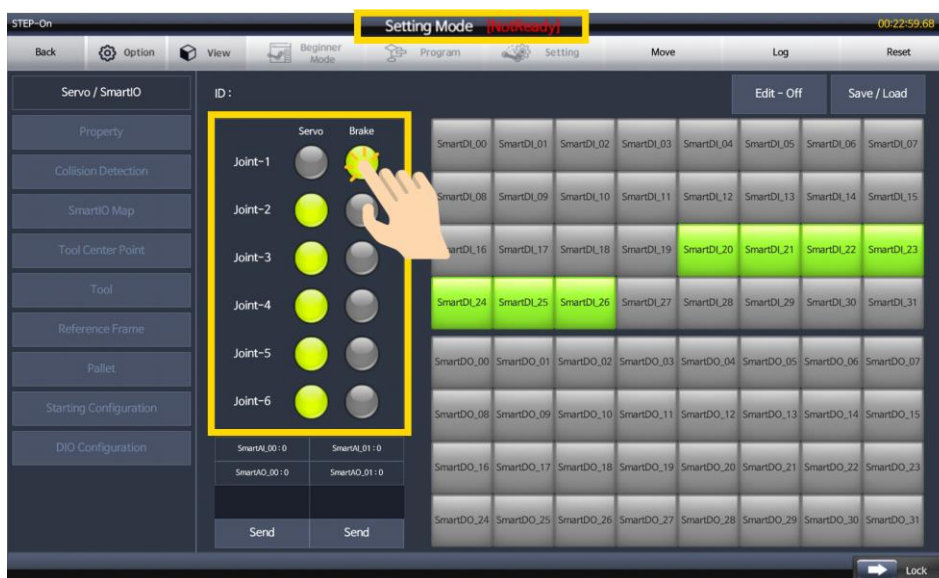 STEP-On Setting Mode [NotReady] 00:22:59.68
Back Option View Beginner Mode Program Setting Move Log Reset
Servo / SmartIO ID : Edit - Off Save / Load
Property
Collision Detection
SmartIO Map
Tool Center Point
Tool
Reference Frame
Pallet
Starting Configuration
DIO Configuration
Servo Brake
Joint-1
Joint-2
Joint-3
Joint-4
Joint-5
Joint-6
SmartAI_00 : 0 SmartAI_01 : 0
SmartAO_00 : 0 SmartAO_01 : 0
Send Send
SmartDI_00 SmartDI_01 SmartDI_02 SmartDI_03 SmartDI_04 SmartDI_05 SmartDI_06 SmartDI_07
SmartDI_08 SmartDI_09 SmartDI_10 SmartDI_11 SmartDI_12 SmartDI_13 SmartDI_14 SmartDI_15
SmartDI_16 SmartDI_17 SmartDI_18 SmartDI_19 SmartDI_20 SmartDI_21 SmartDI_22 SmartDI_23
SmartDI_24 SmartDI_25 SmartDI_26 SmartDI_27 SmartDI_28 SmartDI_29 SmartDI_30 SmartDI_31
SmartDO_00 SmartDO_01 SmartDO_02 SmartDO_03 SmartDO_04 SmartDO_05 SmartDO_06 SmartDO_07
SmartDO_08 SmartDO_09 SmartDO_10 SmartDO_11 SmartDO_12 SmartDO_13 SmartDO_14 SmartDO_15
SmartDO_16 SmartDO_17 SmartDO_18 SmartDO_19 SmartDO_20 SmartDO_21 SmartDO_22 SmartDO_23
SmartDO_24 SmartDO_25 SmartDO_26 SmartDO_27 SmartDO_28 SmartDO_29 SmartDO_30 SmartDO_31
Lock